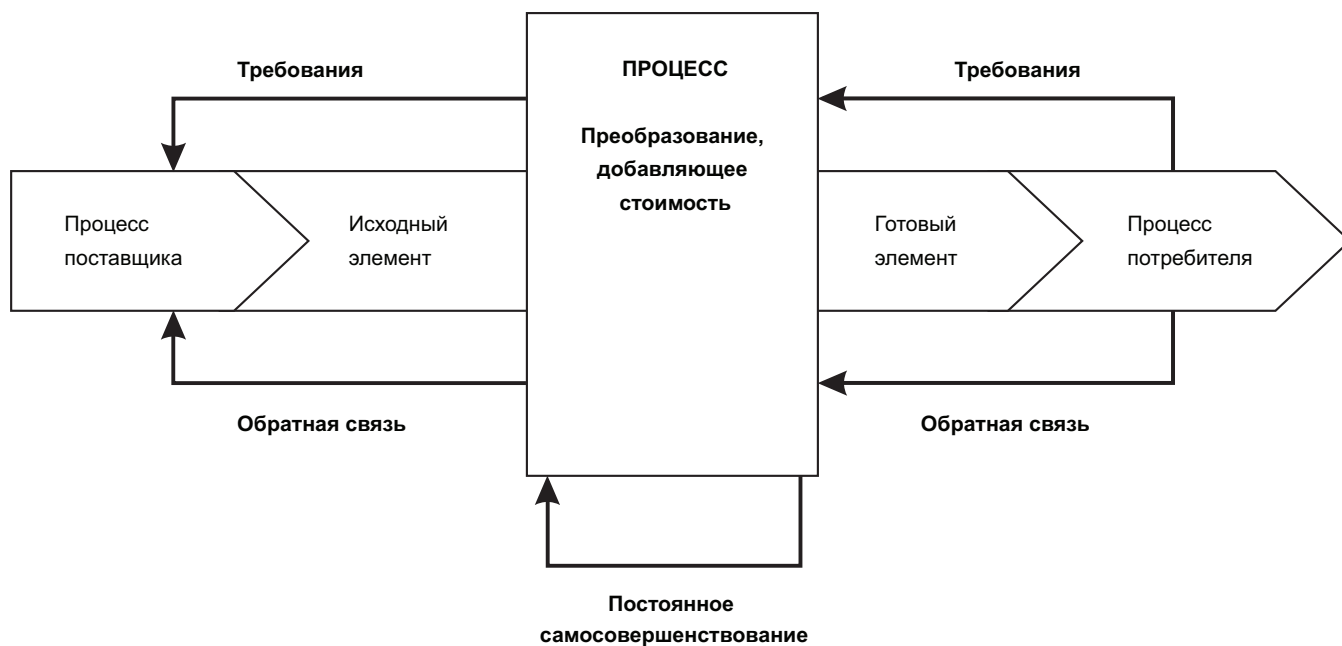 Требования
ПРОЦЕСС
Требования
Преобразование,
добавляющее
стоимость
Процесс
поставщика
Исходный
элемент
Готовый
элемент
Процесс
потребителя
Обратная связь
Обратная связь
Постоянное
самосовершенствование